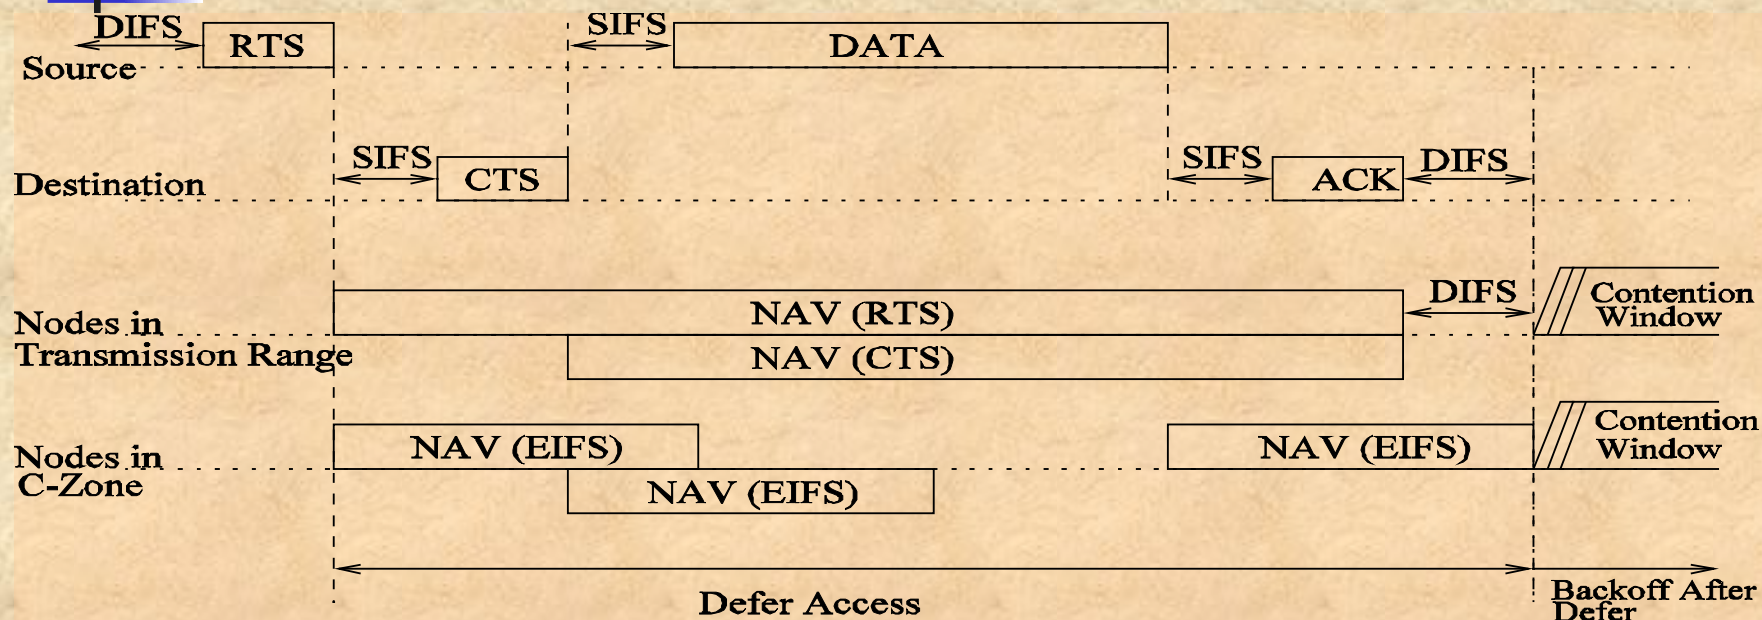 DIFS
RTS
SIFS
DATA
Source
SIFS
CTS
SIFS
ACK
DIFS
Destination
NAV (RTS)
DIFS
Contention
Window
Nodes in
Transmission Range
NAV (CTS)
NAV (EIFS)
NAV (EIFS)
Contention
Window
Nodes in
C-Zone
NAV (EIFS)
Defer Access
Backoff After
Defer